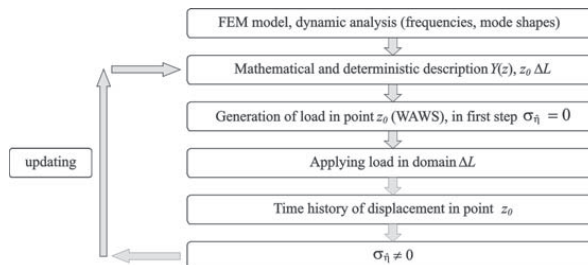 FEM model, dynamic analysis (frequencies, mode shapes)
Mathematical and deterministic description Y(z), z₀ ΔL
Generation of load in point z₀ (WAWS), in first step σ_η̂ = 0
Applying load in domain ΔL
updating
Time history of displacement in point z₀
σ_η̂ ≠ 0